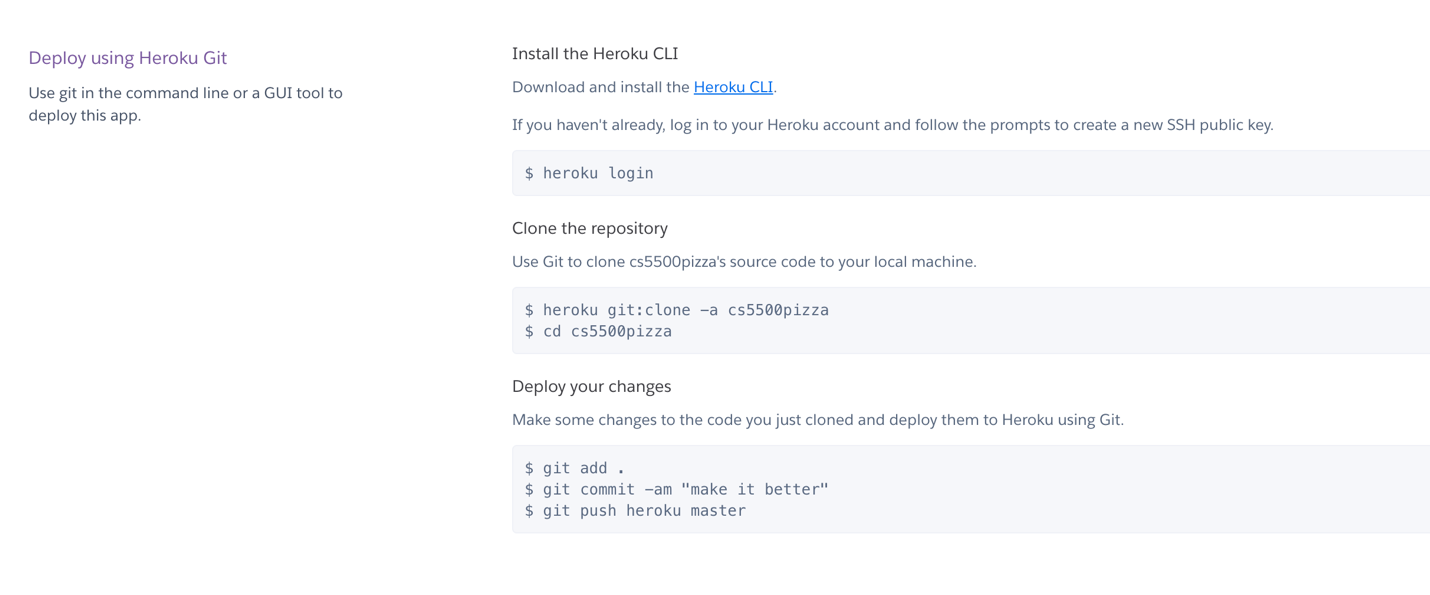 Deploy using Heroku Git
Use git in the command line or a GUI tool to
deploy this app.
Install the Heroku CLI
Download and install the Heroku CLI.
If you haven't already, log in to your Heroku account and follow the prompts to create a new SSH public key.
$ heroku login
Clone the repository
Use Git to clone cs5500pizza's source code to your local machine.
$ heroku git:clone -a cs5500pizza
$ cd cs5500pizza
Deploy your changes
Make some changes to the code you just cloned and deploy them to Heroku using Git.
$ git add .
$ git commit -am "make it better"
$ git push heroku master